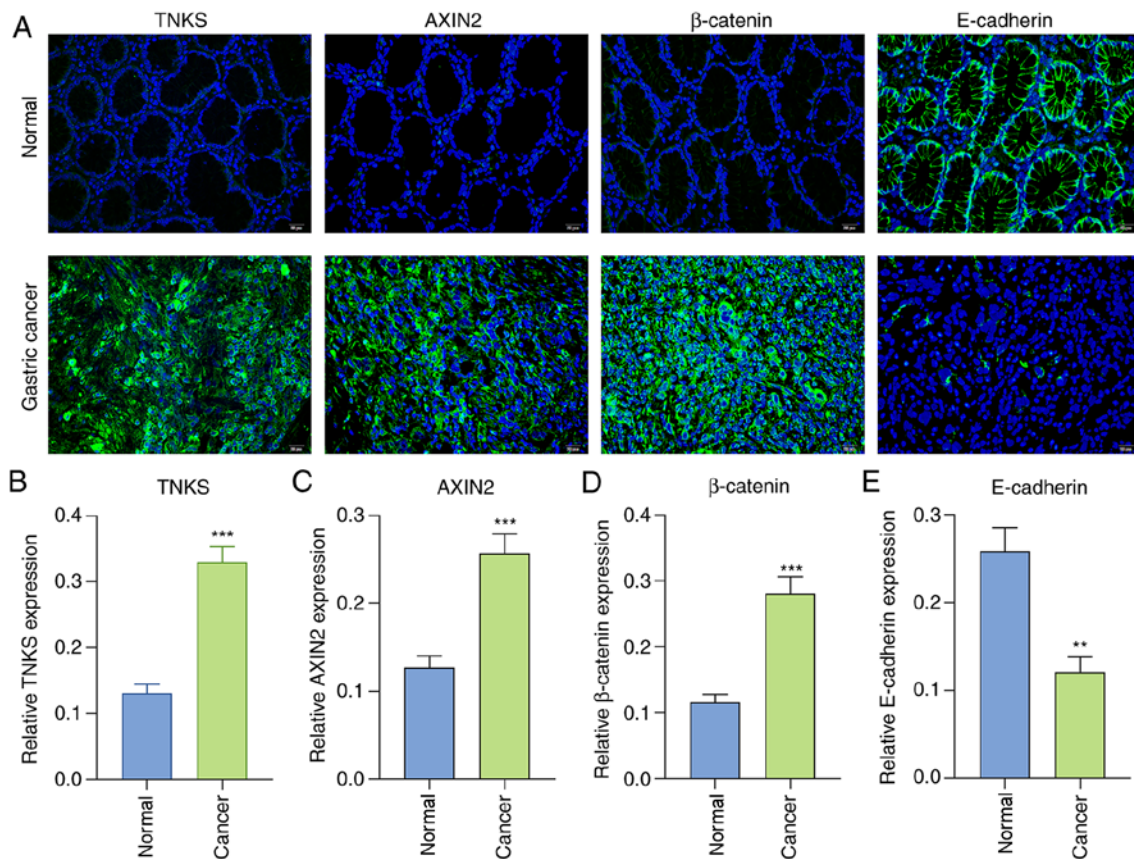 A
TNKS
AXIN2
β-catenin
E-cadherin
Normal
Gastric cancer
B
TNKS
Relative TNKS expression
0.4
0.3
0.2
0.1
0.0
***
Normal
Cancer
C
AXIN2
Relative AXIN2 expression
0.3
0.2
0.1
0.0
***
Normal
Cancer
D
β-catenin
Relative β-catenin expression
0.4
0.3
0.2
0.1
0.0
***
Normal
Cancer
E
E-cadherin
Relative E-cadherin expression
0.3
0.2
0.1
0.0
**
Normal
Cancer